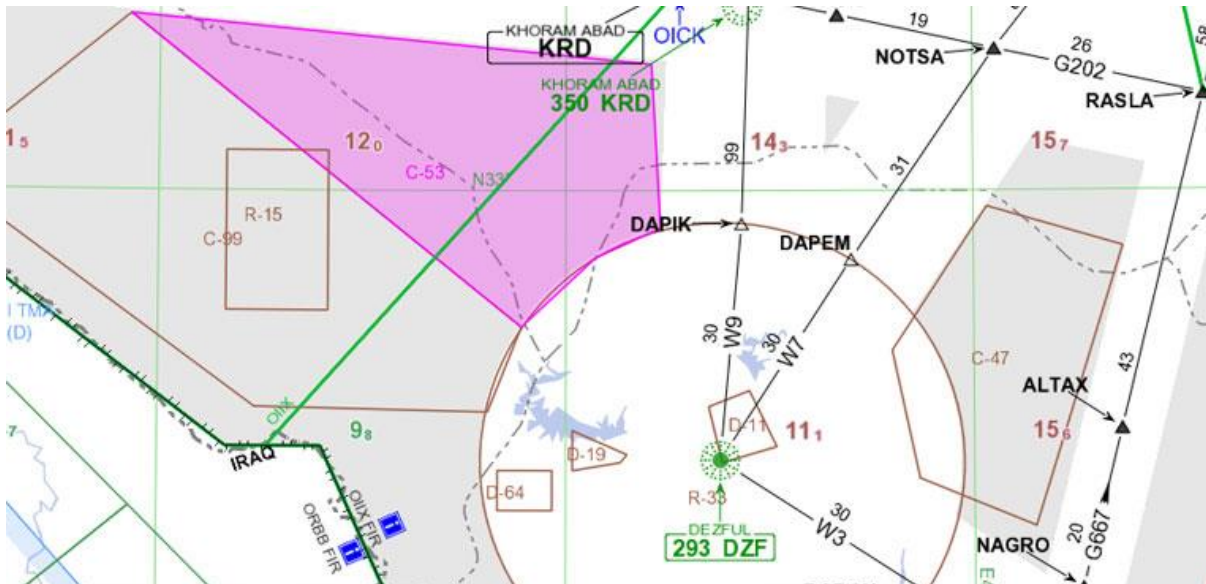 KHORAM ABAD
KRD
OICK
19
NOTSA
26
G202
58
KHORAM ABAD
350 KRD
RASLA
1₅
12₀
14₃
15₇
C-53
N33
99
31
R-15
C-99
DAPIK
DAPEM
I TMA
(D)
30
W9
30
W7
C-47
43
ALTAX
OIIX
9₈
D-11
11₁
15₆
IRAQ
D-19
D-64
R-33
OIIX FIR
ORBB FIR
DEZFUL
293 DZF
30
W3
NAGRO
20
G667